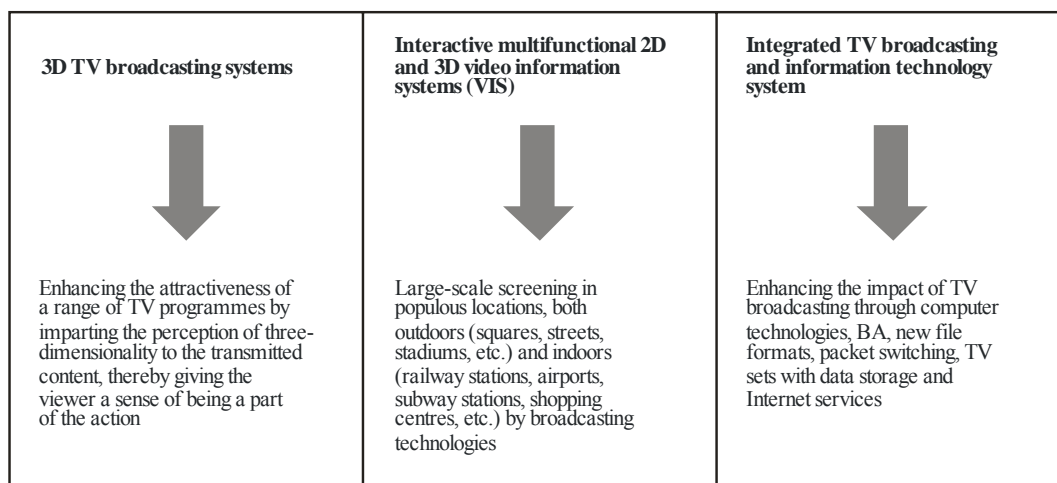 3D TV broadcasting systems
Enhancing the attractiveness of
a range of TV programmes by
imparting the perception of three-
dimensionality to the transmitted
content, thereby giving the
viewer a sense of being a part
of the action
Interactive multifunctional 2D
and 3D video information
systems (VIS)
Large-scale screening in
populous locations, both
outdoors (squares, streets,
stadiums, etc.) and indoors
(railway stations, airports,
subway stations, shopping
centres, etc.) by broadcasting
technologies
Integrated TV broadcasting
and information technology
system
Enhancing the impact of TV
broadcasting through computer
technologies, BA, new file
formats, packet switching, TV
sets with data storage and
Internet services